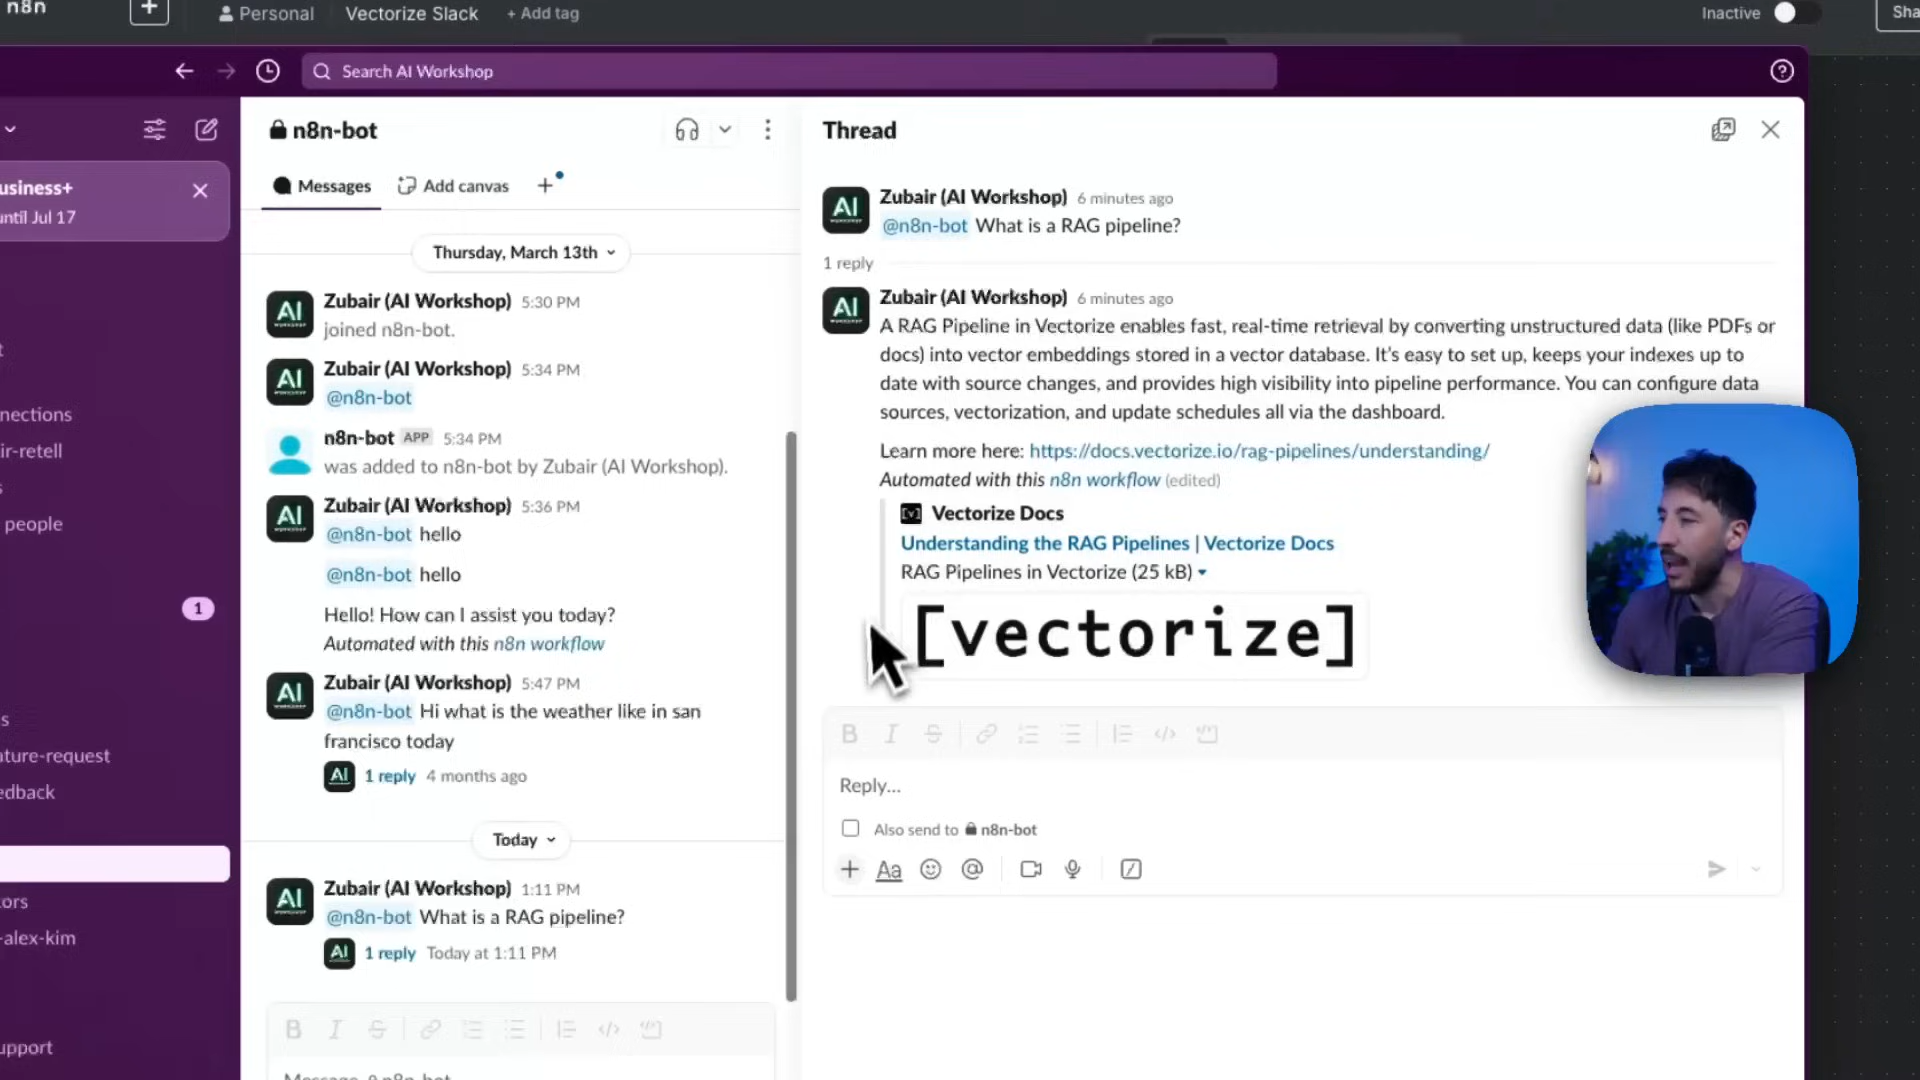 n8n
+
Personal
Vectorize Slack
+ Add tag
Inactive
Sha
Search AI Workshop
usiness+
until Jul 17
nnections
ir-retell
people
1
ature-request
edback
ors
-alex-kim
upport
n8n-bot
Messages
Add canvas
Thursday, March 13th
Zubair (AI Workshop) 5:30 PM
joined n8n-bot.
Zubair (AI Workshop) 5:34 PM
@n8n-bot
n8n-bot APP 5:34 PM
was added to n8n-bot by Zubair (AI Workshop).
Zubair (AI Workshop) 5:36 PM
@n8n-bot hello
@n8n-bot hello
Hello! How can I assist you today?
Automated with this n8n workflow
Zubair (AI Workshop) 5:47 PM
@n8n-bot Hi what is the weather like in san
francisco today
1 reply 4 months ago
Today
Zubair (AI Workshop) 1:11 PM
@n8n-bot What is a RAG pipeline?
1 reply Today at 1:11 PM
Thread
Zubair (AI Workshop) 6 minutes ago
@n8n-bot What is a RAG pipeline?
1 reply
Zubair (AI Workshop) 6 minutes ago
A RAG Pipeline in Vectorize enables fast, real-time retrieval by converting unstructured data (like PDFs or
docs) into vector embeddings stored in a vector database. It's easy to set up, keeps your indexes up to
date with source changes, and provides high visibility into pipeline performance. You can configure data
sources, vectorization, and update schedules all via the dashboard.
Learn more here: https://docs.vectorize.io/rag-pipelines/understanding/
Automated with this n8n workflow (edited)
Vectorize Docs
Understanding the RAG Pipelines | Vectorize Docs
RAG Pipelines in Vectorize (25 kB)
[vectorize]
Reply...
Also send to n8n-bot